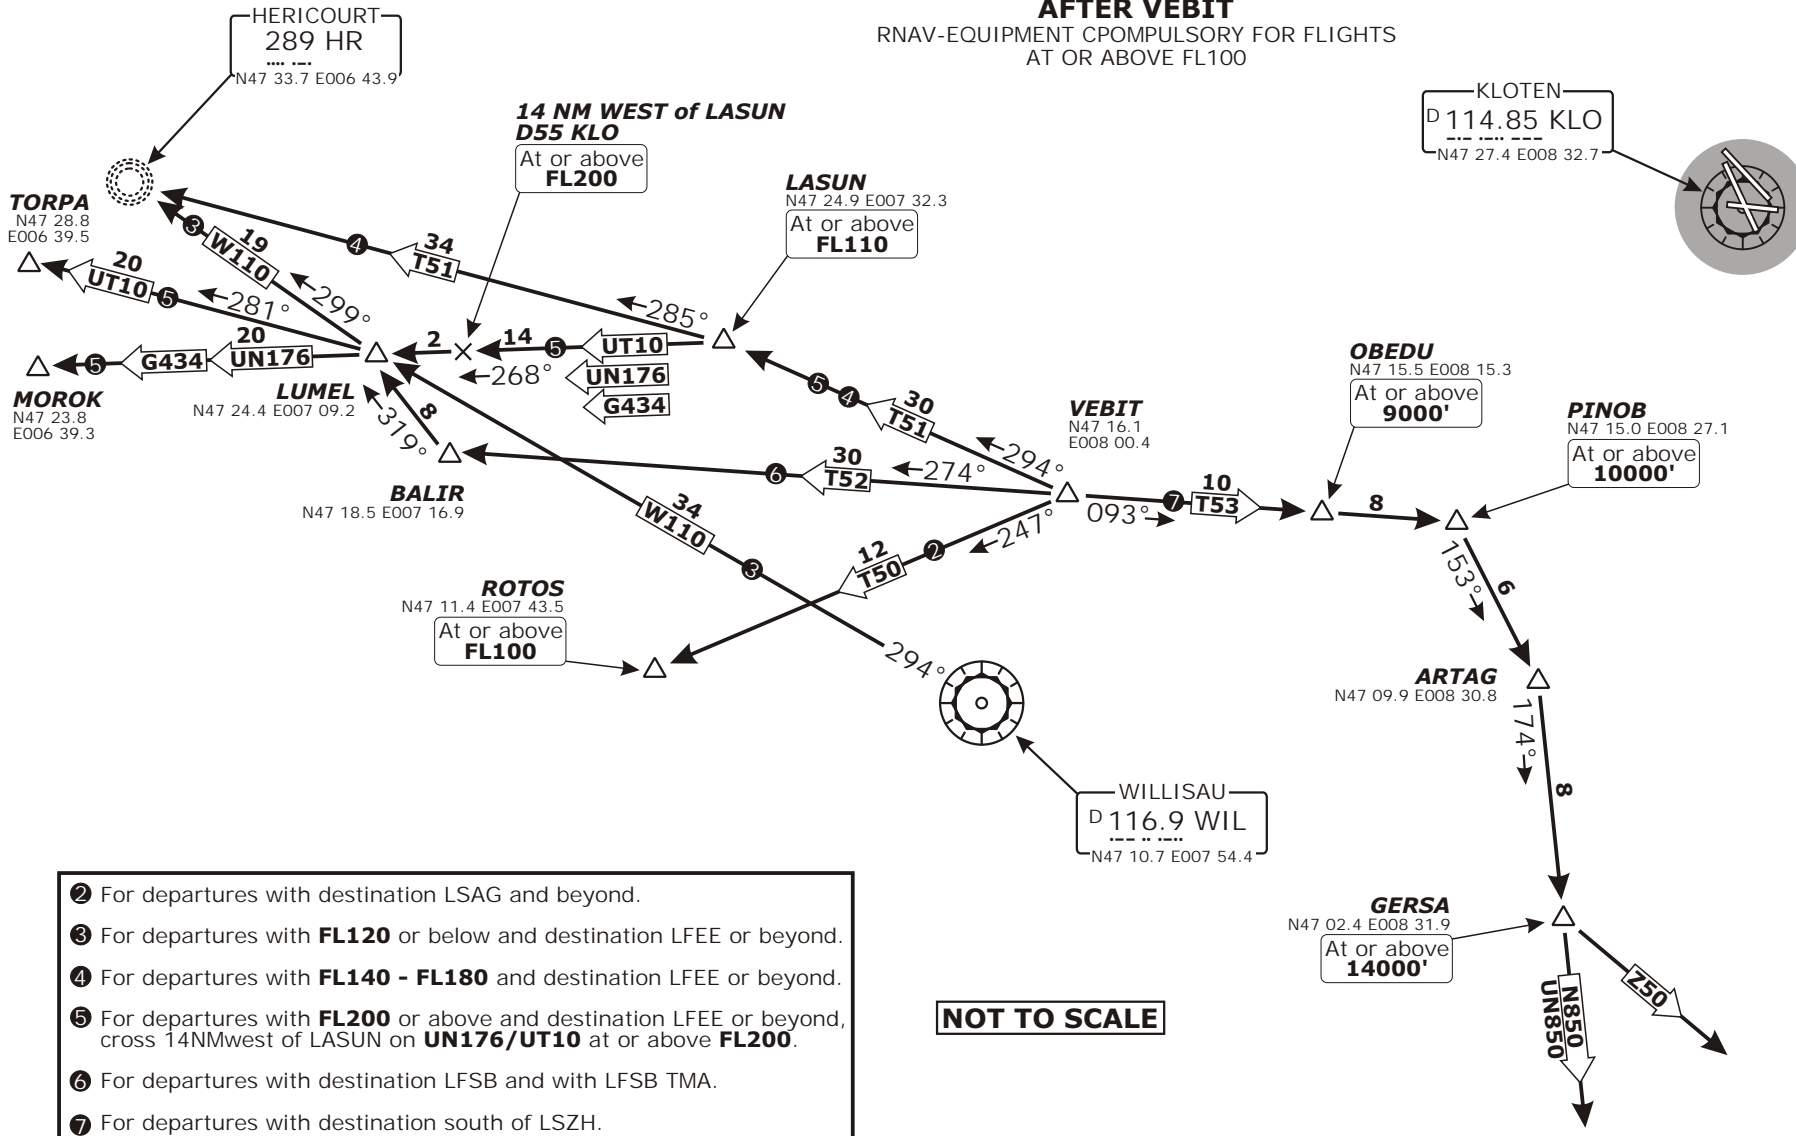 AFTER VEBIT
RNAV-EQUIPMENT CPOMPULSORY FOR FLIGHTS
AT OR ABOVE FL100
HERICOURT
289 HR
N47 33.7 E006 43.9
14 NM WEST of LASUN
D55 KLO
At or above
FL200
KLOTEN
D 114.85 KLO
N47 27.4 E008 32.7
LASUN
N47 24.9 E007 32.3
At or above
FL110
TORPA
N47 28.8
E006 39.5
3
19
W110
299°
4
34
T51
285°
20
UT10
5
281°
20
5
G434
UN176
2
14
5
UT10
268°
UN176
G434
MOROK
N47 23.8
E006 39.3
LUMEL
N47 24.4 E007 09.2
8
319°
5
4
30
T51
294°
VEBIT
N47 16.1
E008 00.4
OBEDU
N47 15.5 E008 15.3
At or above
9000'
PINOB
N47 15.0 E008 27.1
At or above
10000'
BALIR
N47 18.5 E007 16.9
6
30
T52
274°
7
10
T53
093°
8
34
W110
3
294°
12
T50
2
247°
153°
6
ROTOS
N47 11.4 E007 43.5
At or above
FL100
ARTAG
N47 09.9 E008 30.8
174°
8
WILLISAU
D 116.9 WIL
N47 10.7 E007 54.4
GERSA
N47 02.4 E008 31.9
At or above
14000'
N850
UN850
Z50
NOT TO SCALE
2 For departures with destination LSAG and beyond.
3 For departures with FL120 or below and destination LFEE or beyond.
4 For departures with FL140 - FL180 and destination LFEE or beyond.
5 For departures with FL200 or above and destination LFEE or beyond,
cross 14NMwest of LASUN on UN176/UT10 at or above FL200.
6 For departures with destination LFSB and with LFSB TMA.
7 For departures with destination south of LSZH.